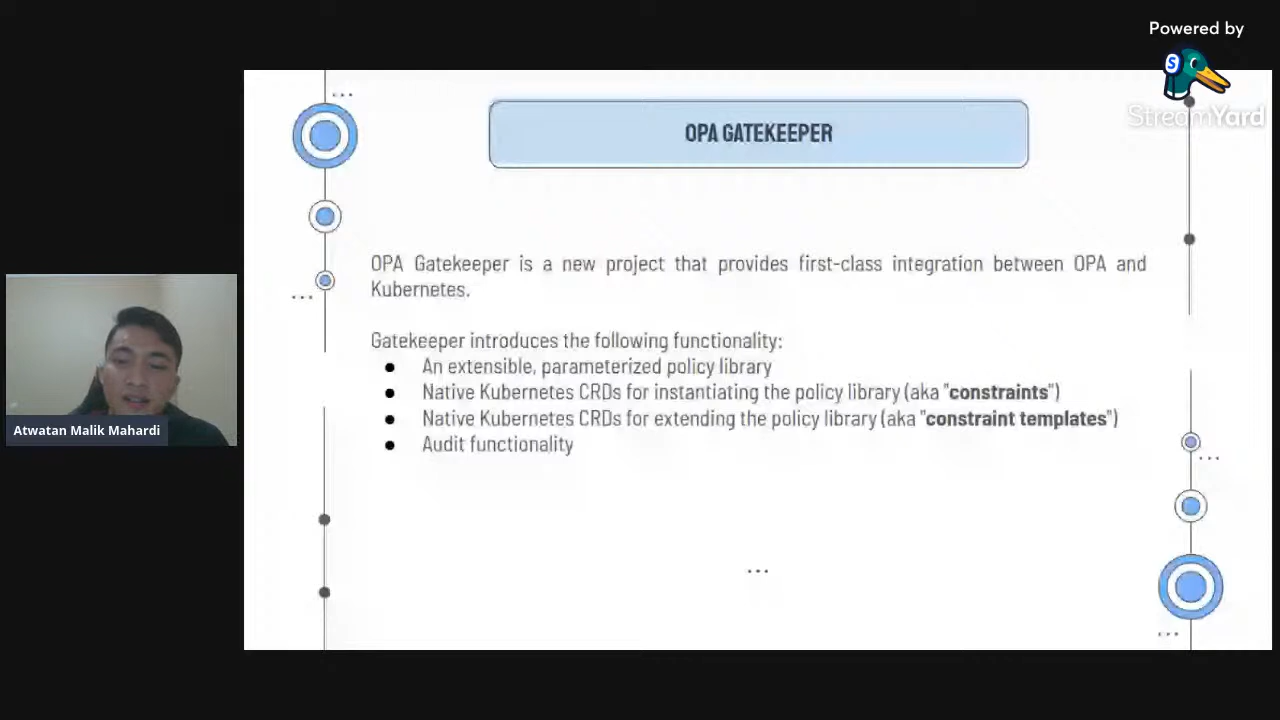 Powered by
StreamYard
OPA GATEKEEPER
OPA Gatekeeper is a new project that provides first-class integration between OPA and
Kubernetes.
Gatekeeper introduces the following functionality:
● An extensible, parameterized policy library
● Native Kubernetes CRDs for instantiating the policy library (aka "constraints")
● Native Kubernetes CRDs for extending the policy library (aka "constraint templates")
● Audit functionality
Atwatan Malik Mahardi